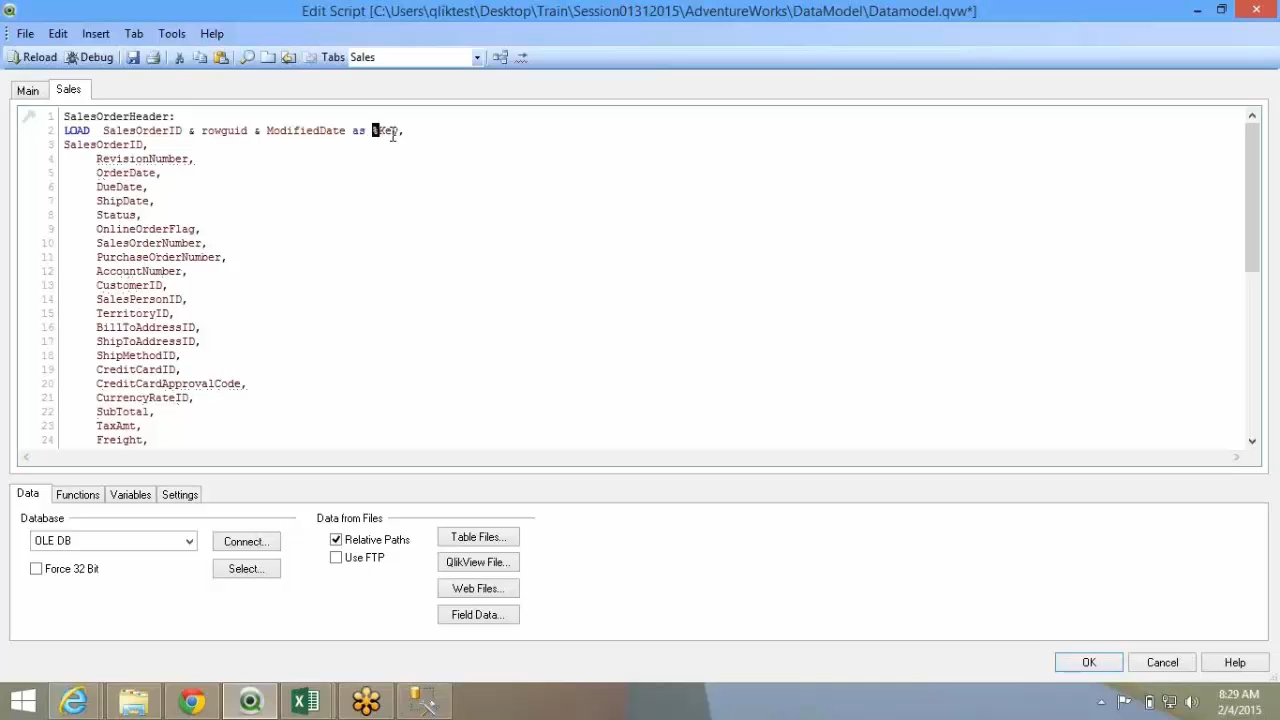 Edit Script [C:\Users\qliktest\Desktop\Train\Session01312015\AdventureWorks\DataModel\Datamodel.qvw*]
File Edit Insert Tab Tools Help
Reload Debug Tabs Sales
Main Sales
1 SalesOrderHeader:
2 LOAD SalesOrderID & rowguid & ModifiedDate as %Key,
3 SalesOrderID,
4 RevisionNumber,
5 OrderDate,
6 DueDate,
7 ShipDate,
8 Status,
9 OnlineOrderFlag,
10 SalesOrderNumber,
11 PurchaseOrderNumber,
12 AccountNumber,
13 CustomerID,
14 SalesPersonID,
15 TerritoryID,
16 BillToAddressID,
17 ShipToAddressID,
18 ShipMethodID,
19 CreditCardID,
20 CreditCardApprovalCode,
21 CurrencyRateID,
22 SubTotal,
23 TaxAmt,
24 Freight,
Data Functions Variables Settings
Database Data from Files
OLE DB Connect... Relative Paths Table Files...
Use FTP QlikView File...
Force 32 Bit Select...
Web Files...
Field Data...
OK Cancel Help
8:29 AM
2/4/2015